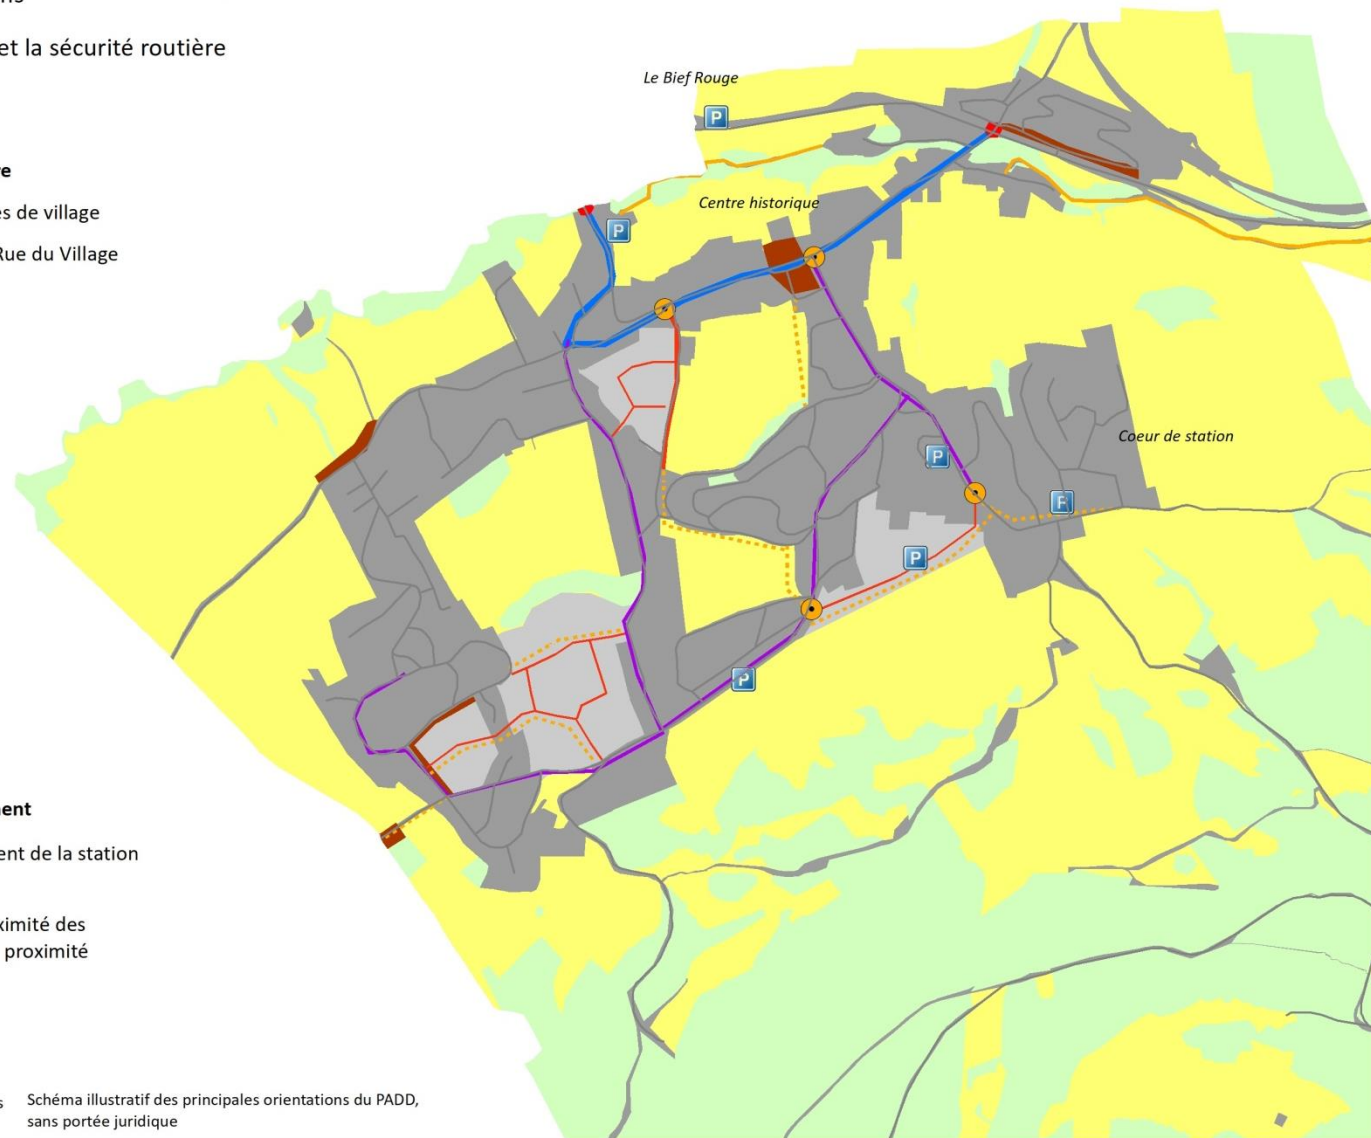 et la sécurité routière
Le Bief Rouge
P
Centre historique
es de village
P
Rue du Village
Coeur de station
P
P
P
P
ent de la station
ximité des
proximité
Schéma illustratif des principales orientations du PADD,
sans portée juridique